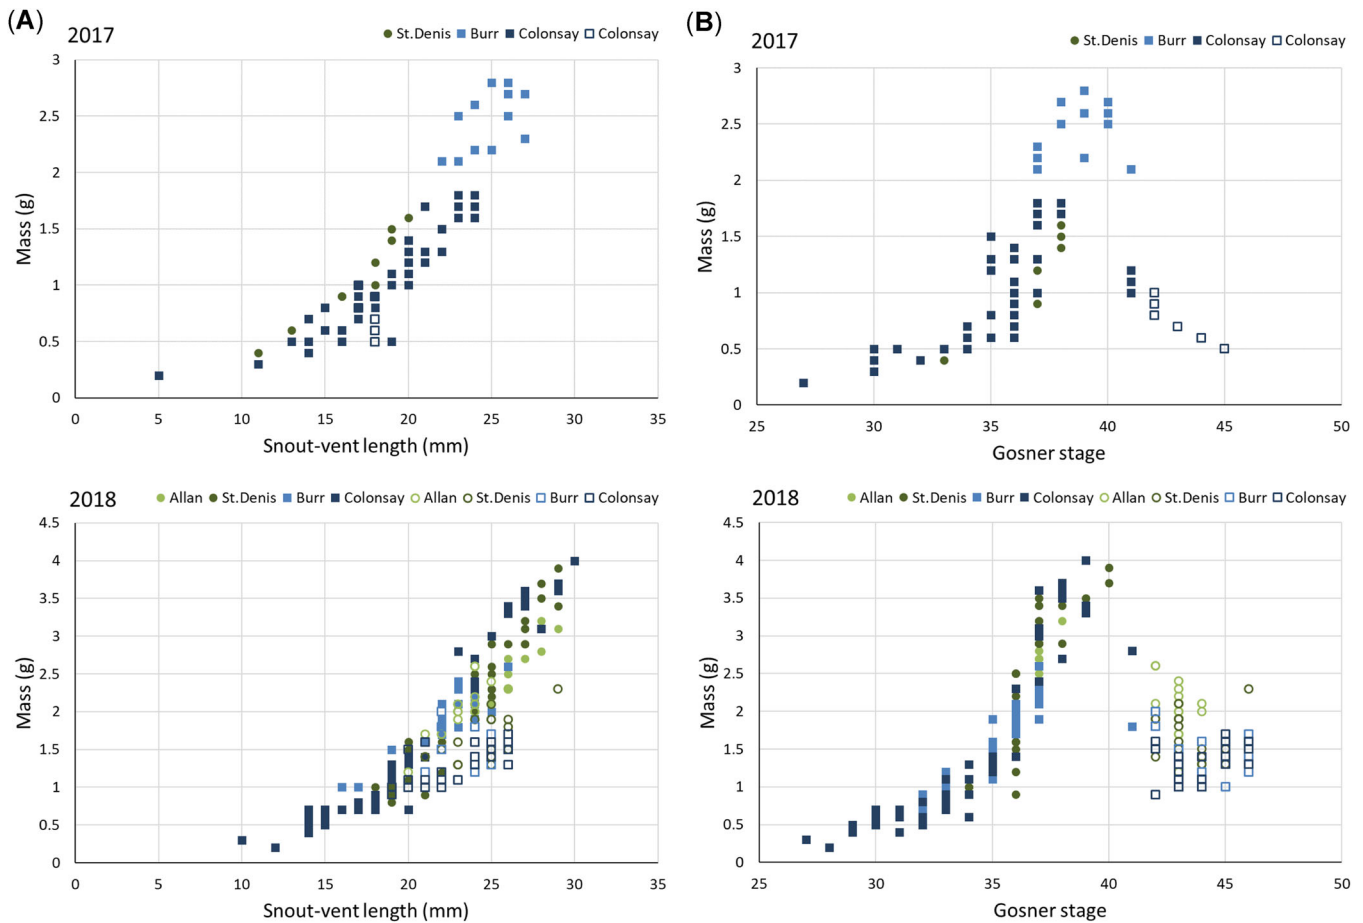 (A)
2017
St.Denis Burr Colonsay Colonsay
3
2.5
2
1.5
1
0.5
0
Mass (g)
0 5 10 15 20 25 30 35
Snout-vent length (mm)
(B)
2017
St.Denis Burr Colonsay Colonsay
3
2.5
2
1.5
1
0.5
0
Mass (g)
25 30 35 40 45 50
Gosner stage
2018
Allan St.Denis Burr Colonsay Allan St.Denis Burr Colonsay
4.5
4
3.5
3
2.5
2
1.5
1
0.5
0
Mass (g)
0 5 10 15 20 25 30 35
Snout-vent length (mm)
2018
Allan St.Denis Burr Colonsay Allan St.Denis Burr Colonsay
4.5
4
3.5
3
2.5
2
1.5
1
0.5
0
Mass (g)
25 30 35 40 45 50
Gosner stage